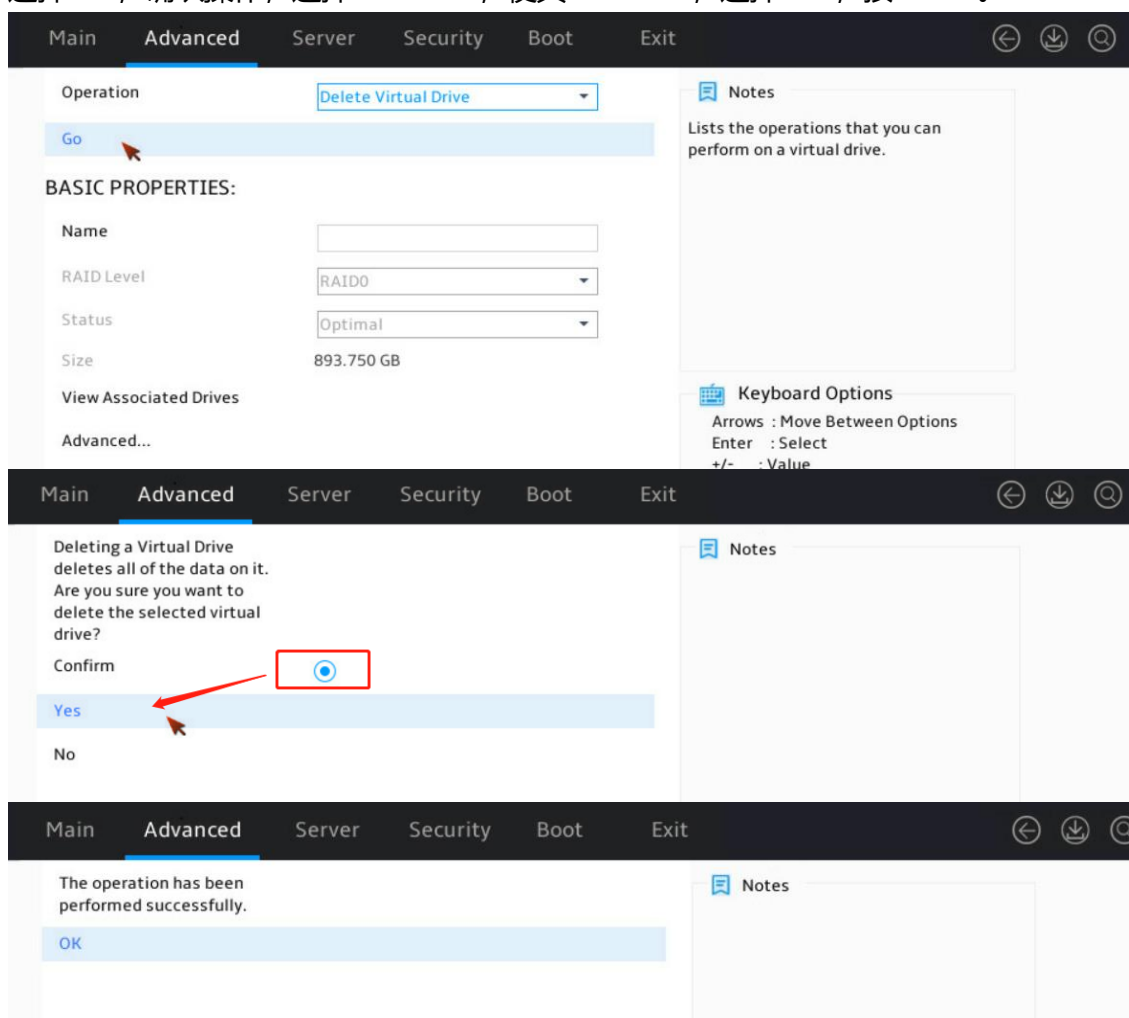 Main Advanced Server Security Boot Exit
Operation Delete Virtual Drive
Go
BASIC PROPERTIES:
Name
RAID Level RAID0
Status Optimal
Size 893.750 GB
View Associated Drives
Advanced...
Notes
Lists the operations that you can
perform on a virtual drive.
Keyboard Options
Arrows : Move Between Options
Enter : Select
+/- : Value
Main Advanced Server Security Boot Exit
Deleting a Virtual Drive
deletes all of the data on it.
Are you sure you want to
delete the selected virtual
drive?
Confirm
Yes
No
Notes
Main Advanced Server Security Boot Exit
The operation has been
performed successfully.
OK
Notes